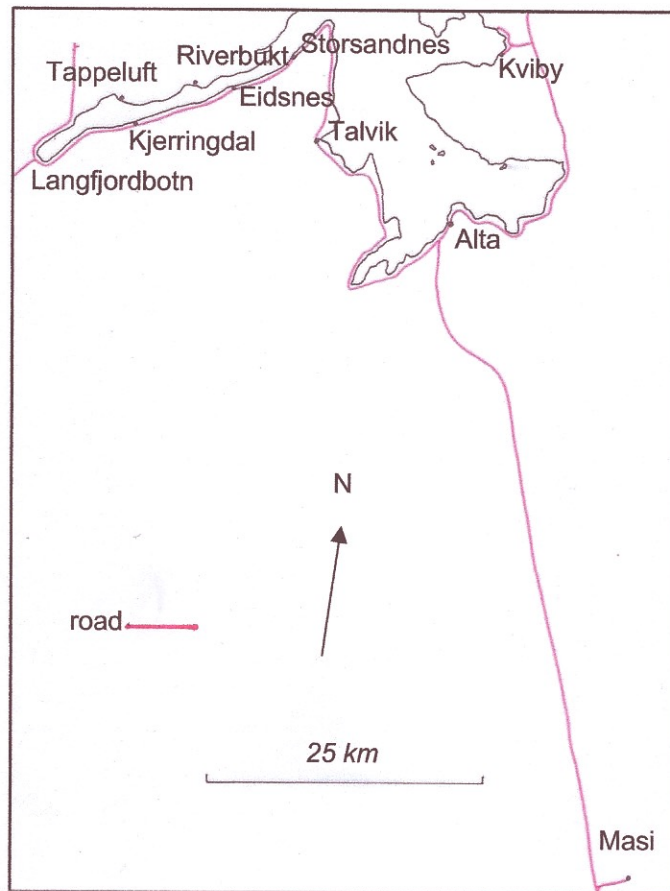 Storsandnes
Riverbukt
Kviby
Tappeluft
Eidsnes
Talvik
Kjerringdal
Langfjordbotn
Alta
N
road
25 km
Masi